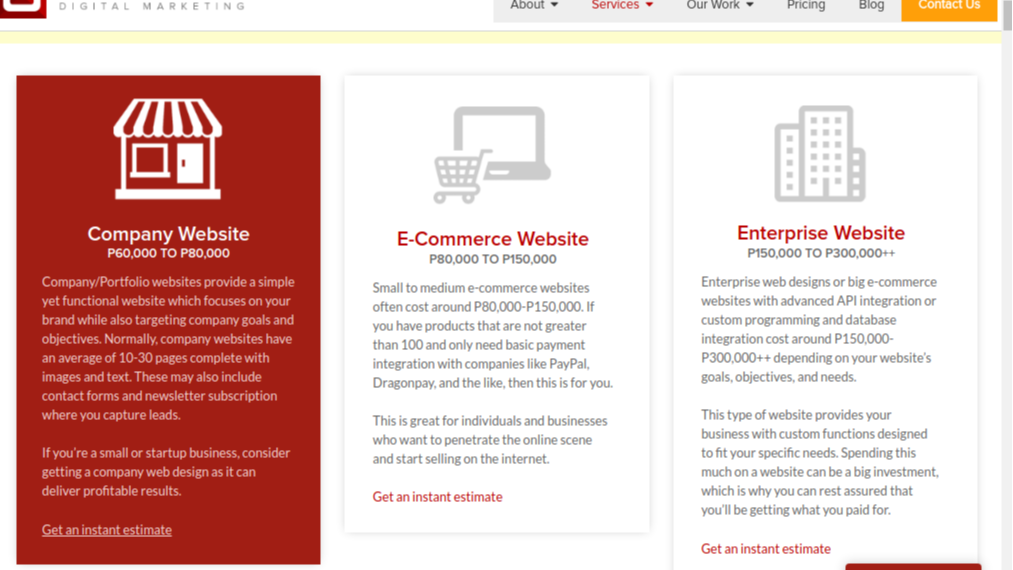 DIGITAL MARKETING
About
Services
Our Work
Pricing
Blog
Contact Us
Company Website
P60,000 TO P80,000
Company/Portfolio websites provide a simple
yet functional website which focuses on your
brand while also targeting company goals and
objectives. Normally, company websites have
an average of 10-30 pages complete with
images and text. These may also include
contact forms and newsletter subscription
where you capture leads.
If you're a small or startup business, consider
getting a company web design as it can
deliver profitable results.
Get an instant estimate
E-Commerce Website
P80,000 TO P150,000
Small to medium e-commerce websites
often cost around P80,000-P150,000. If
you have products that are not greater
than 100 and only need basic payment
integration with companies like PayPal,
Dragonpay, and the like, then this is for you.
This is great for individuals and businesses
who want to penetrate the online scene
and start selling on the internet.
Get an instant estimate
Enterprise Website
P150,000 TO P300,000++
Enterprise web designs or big e-commerce
websites with advanced API integration or
custom programming and database
integration cost around P150,000-
P300,000++ depending on your website's
goals, objectives, and needs.
This type of website provides your
business with custom functions designed
to fit your specific needs. Spending this
much on a website can be a big investment,
which is why you can rest assured that
you'll be getting what you paid for.
Get an instant estimate